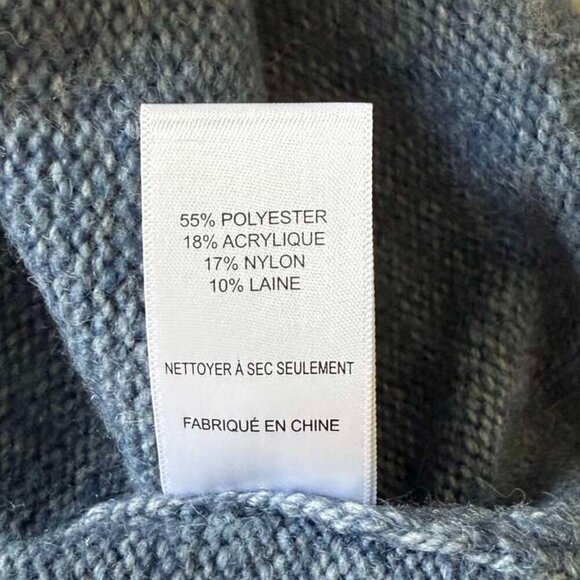 55% POLYESTER
18% ACRYLIQUE
17% NYLON
10% LAINE
NETTOYER À SEC SEULEMENT
FABRIQUÉ EN CHINE